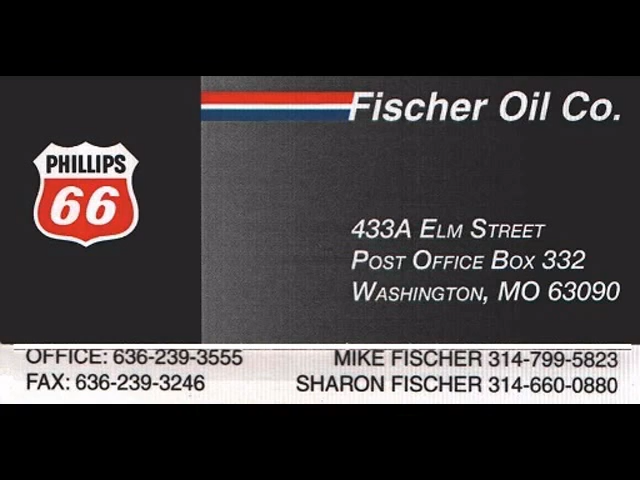 Fischer Oil Co.
PHILLIPS
66
433A ELM STREET
POST OFFICE BOX 332
WASHINGTON, MO 63090
OFFICE: 636-239-3555
MIKE FISCHER 314-799-5823
FAX: 636-239-3246
SHARON FISCHER 314-660-0880